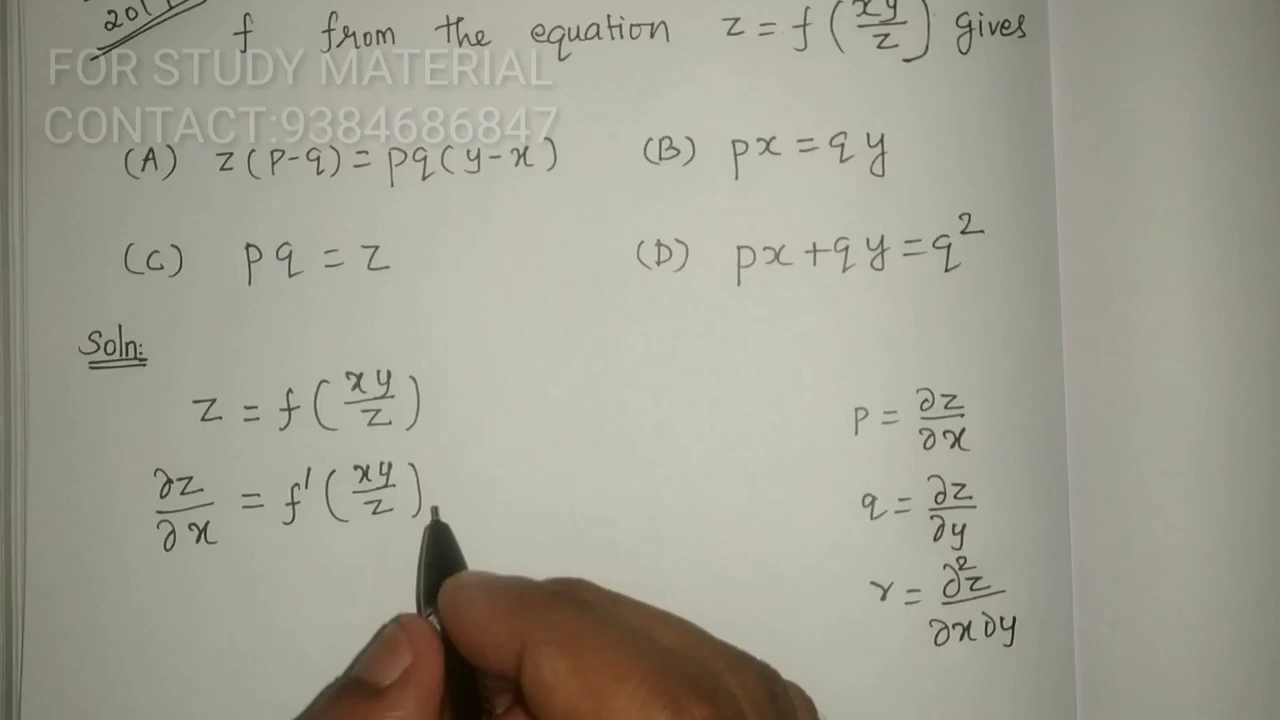 201
f from the equation z = f(xy/z) gives
FOR STUDY MATERIAL
CONTACT:9384686847
(A) z(p-q)=pq(y-x) (B) px=qy
(C) pq=z (D) px+qy=q²
Soln:
z = f(xy/z)
p = ∂z/∂x
∂z/∂x = f'(xy/z)
q = ∂z/∂y
r = ∂²z/∂x∂y